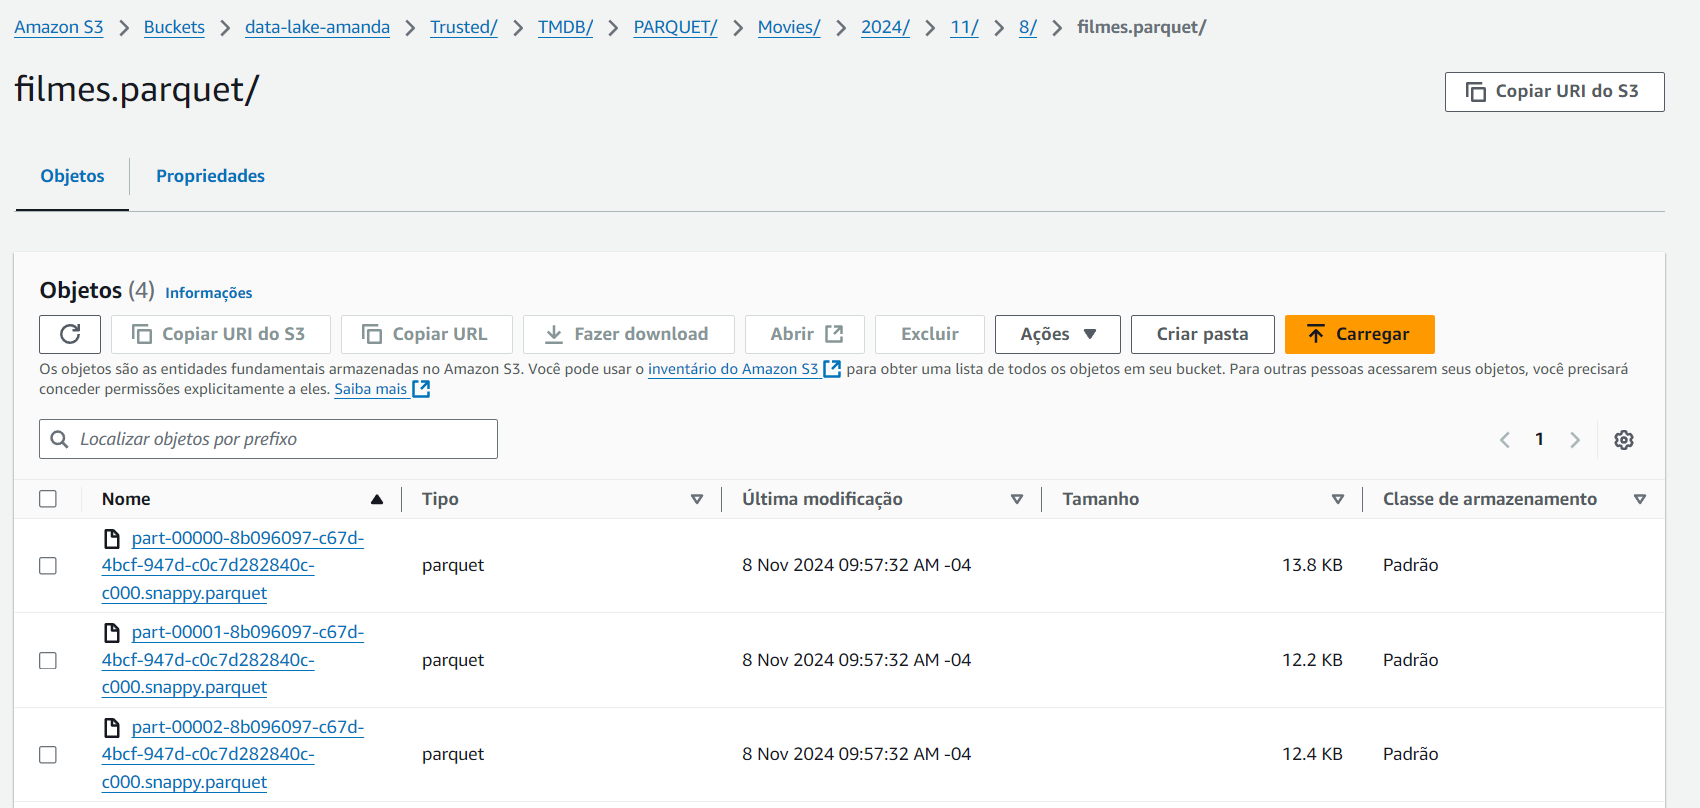 Amazon S3 > Buckets > data-lake-amanda > Trusted/ > TMDB/ > PARQUET/ > Movies/ > 2024/ > 11/ > 8/ > filmes.parquet/
filmes.parquet/
Copiar URI do S3
Objetos Propriedades
Objetos (4) Informações
Copiar URI do S3 Copiar URL Fazer download Abrir Excluir Ações Criar pasta Carregar
Os objetos são as entidades fundamentais armazenadas no Amazon S3. Você pode usar o inventário do Amazon S3 para obter uma lista de todos os objetos em seu bucket. Para outras pessoas acessarem seus objetos, você precisará
conceder permissões explicitamente a eles. Saiba mais
Localizar objetos por prefixo
1
Nome Tipo Última modificação Tamanho Classe de armazenamento
part-00000-8b096097-c67d-
4bcf-947d-c0c7d282840c- parquet 8 Nov 2024 09:57:32 AM -04 13.8 KB Padrão
c000.snappy.parquet
part-00001-8b096097-c67d-
4bcf-947d-c0c7d282840c- parquet 8 Nov 2024 09:57:32 AM -04 12.2 KB Padrão
c000.snappy.parquet
part-00002-8b096097-c67d-
4bcf-947d-c0c7d282840c- parquet 8 Nov 2024 09:57:32 AM -04 12.4 KB Padrão
c000.snappy.parquet